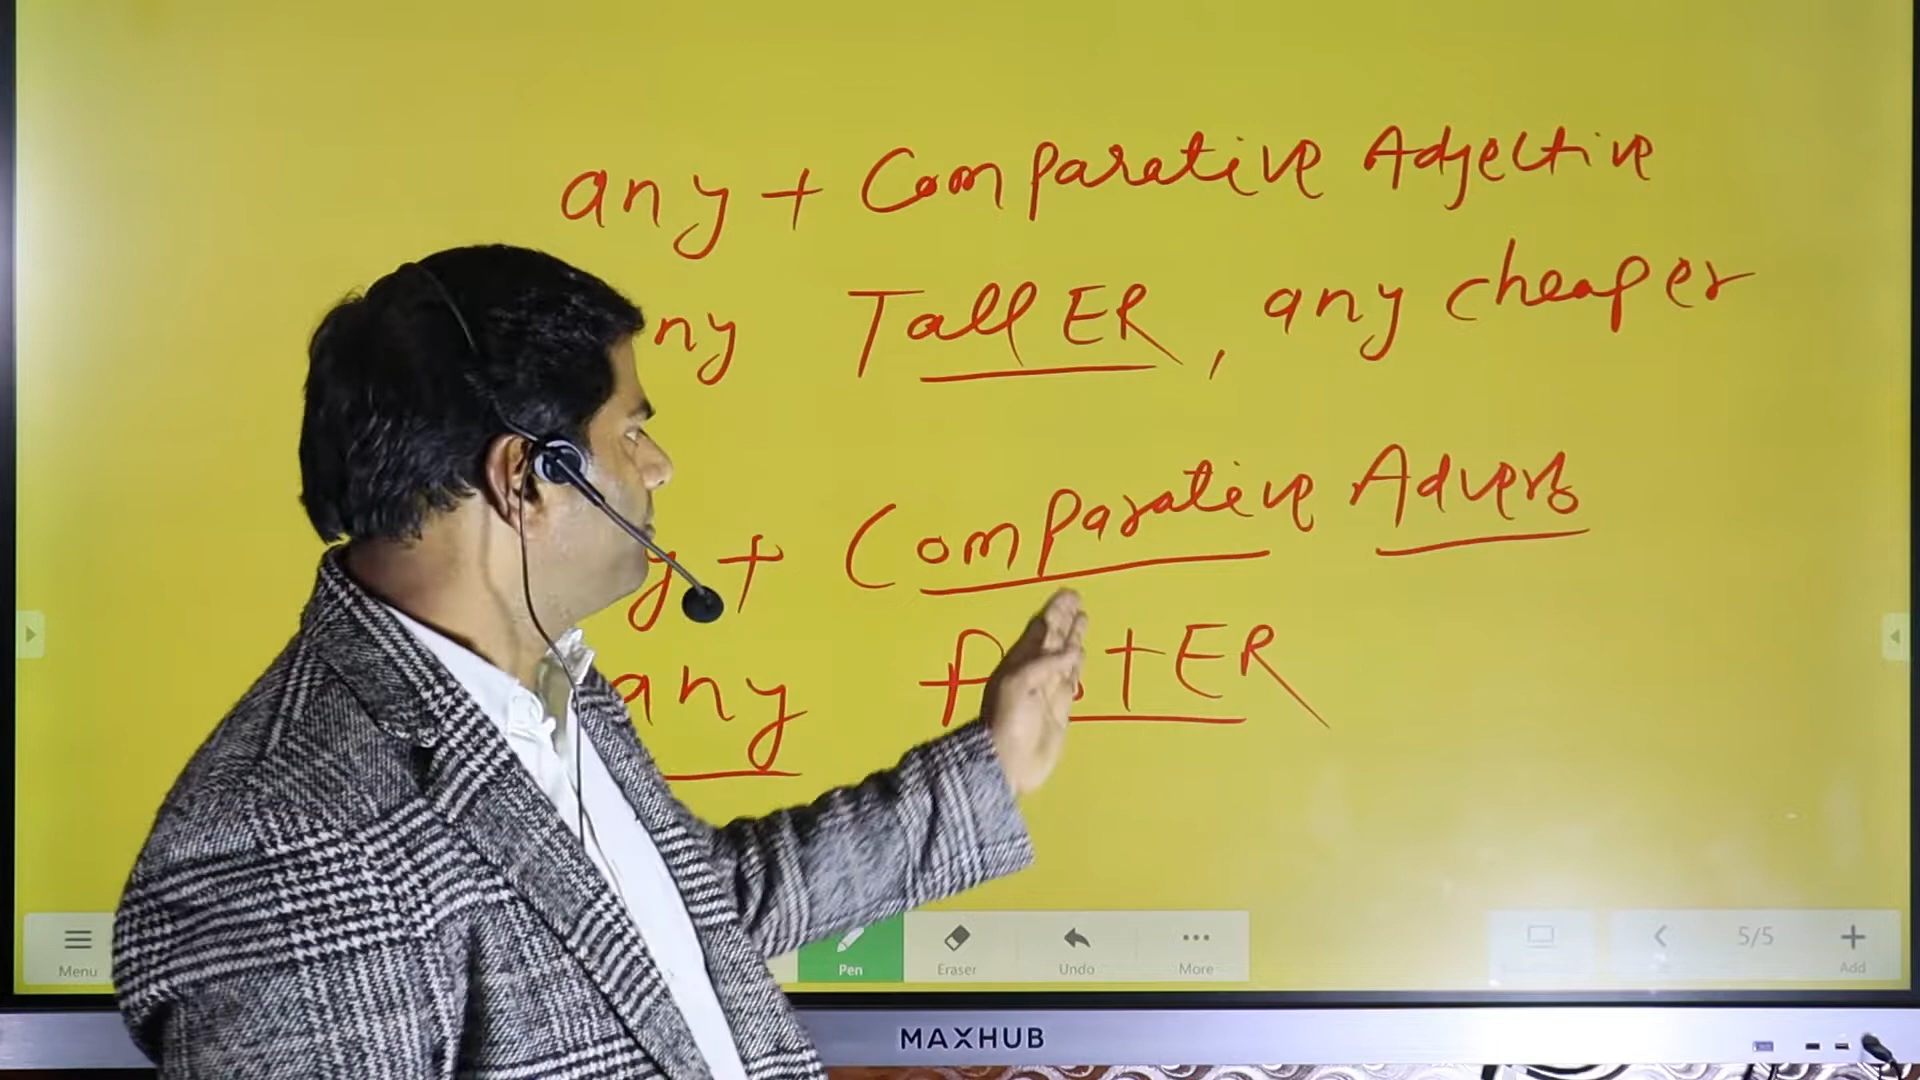 any + Comparative Adjective
ny TallER, any cheaper
y + Comparative Adverb
any tER
Menu Pen Eraser Undo More 5/5 Add
MAXHUB